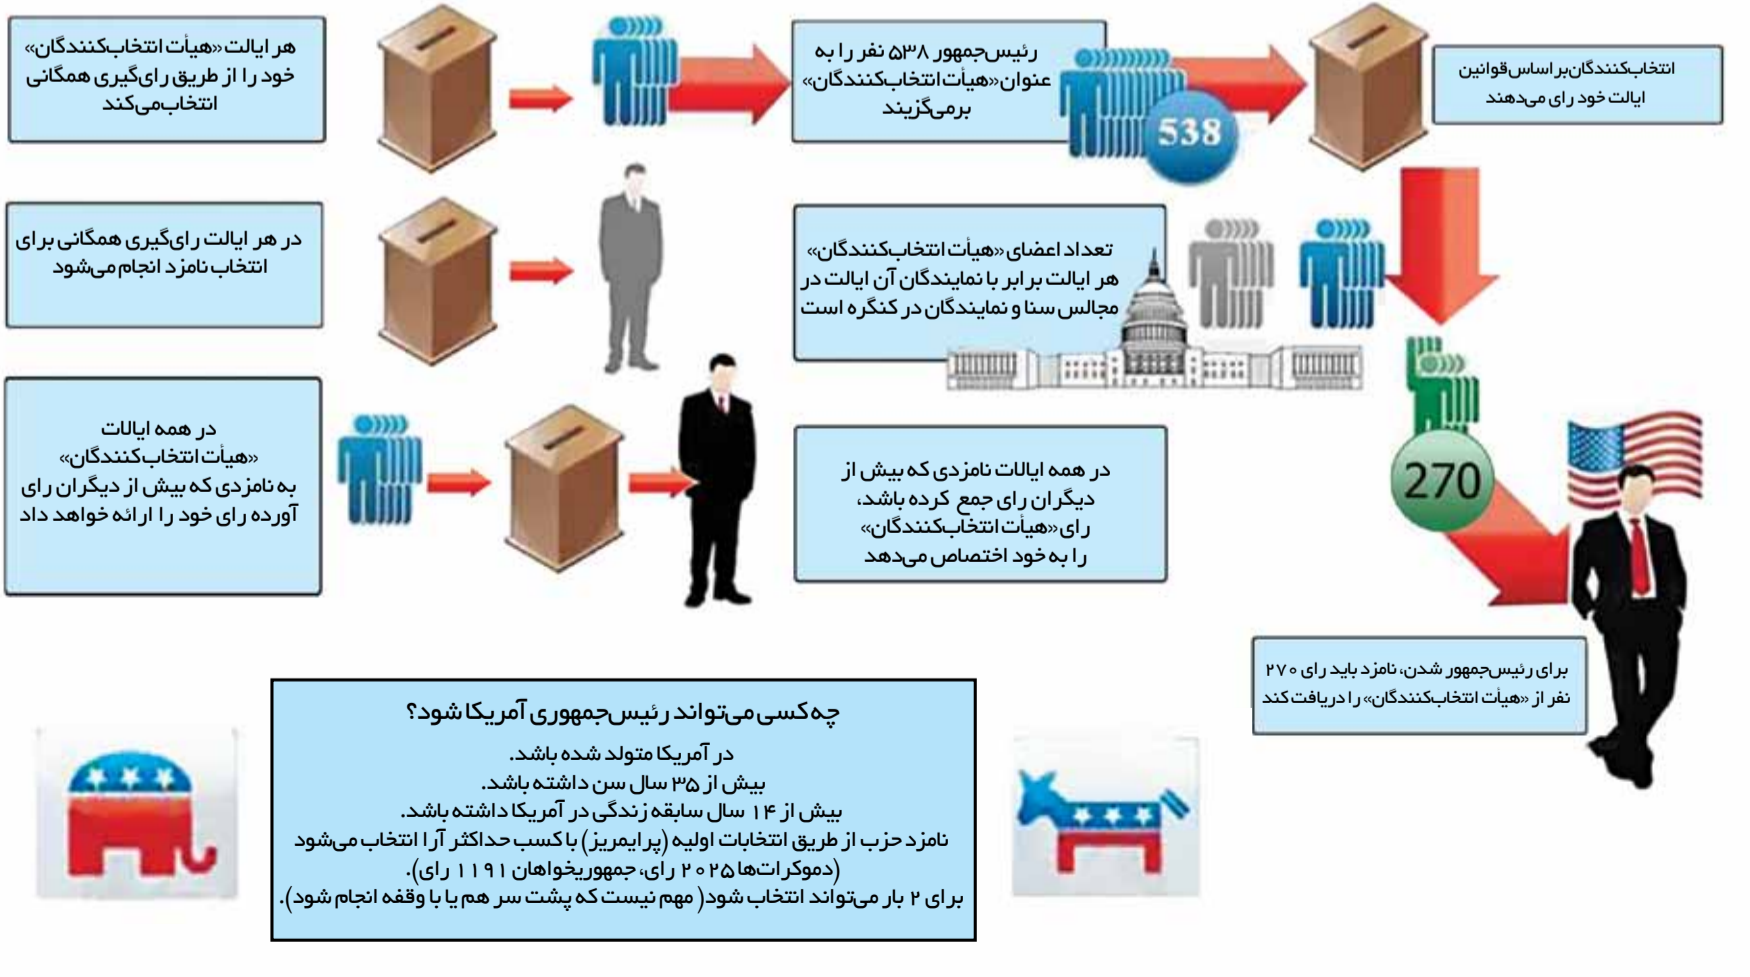 هر ایالت «هیأت انتخاب‌کنندگان»
خود را از طریق رای‌گیری همگانی
انتخاب‌می‌کند
رئیس‌جمهور ۵۳۸ نفر را به
عنوان «هیأت انتخاب‌کنندگان»
برمی‌گزیند
538
انتخاب‌کنندگان بر اساس قوانین
ایالت خود رای می‌دهند
در هر ایالت رای‌گیری همگانی برای
انتخاب نامزد انجام می‌شود
تعداد اعضای «هیأت انتخاب‌کنندگان»
هر ایالت برابر با نمایندگان آن ایالت در
مجالس سنا و نمایندگان در کنگره است
در همه ایالات
«هیأت انتخاب‌کنندگان»
به نامزدی که بیش از دیگران رای
آورده رای خود را ارائه خواهد داد
در همه ایالات نامزدی که بیش از
دیگران رای جمع کرده باشد،
رای «هیأت انتخاب‌کنندگان»
را به خود اختصاص می‌دهد
270
برای رئیس‌جمهور شدن، نامزد باید رای ۲۷۰
نفر از «هیأت انتخاب‌کنندگان» را دریافت کند
چه کسی می‌تواند رئیس‌جمهوری آمریکا شود؟
در آمریکا متولد شده باشد.
بیش از ۳۵ سال سن داشته باشد.
بیش از ۱۴ سال سابقه زندگی در آمریکا داشته باشد.
نامزد حزب از طریق انتخابات اولیه (پرایمریز) با کسب حداکثر آرا انتخاب می‌شود
(دموکرات‌ها ۲۰۲۵ رای، جمهوریخواهان ۱۱۹۱ رای).
برای ۲ بار می‌تواند انتخاب شود( مهم نیست که پشت سر هم یا با وقفه انجام شود).